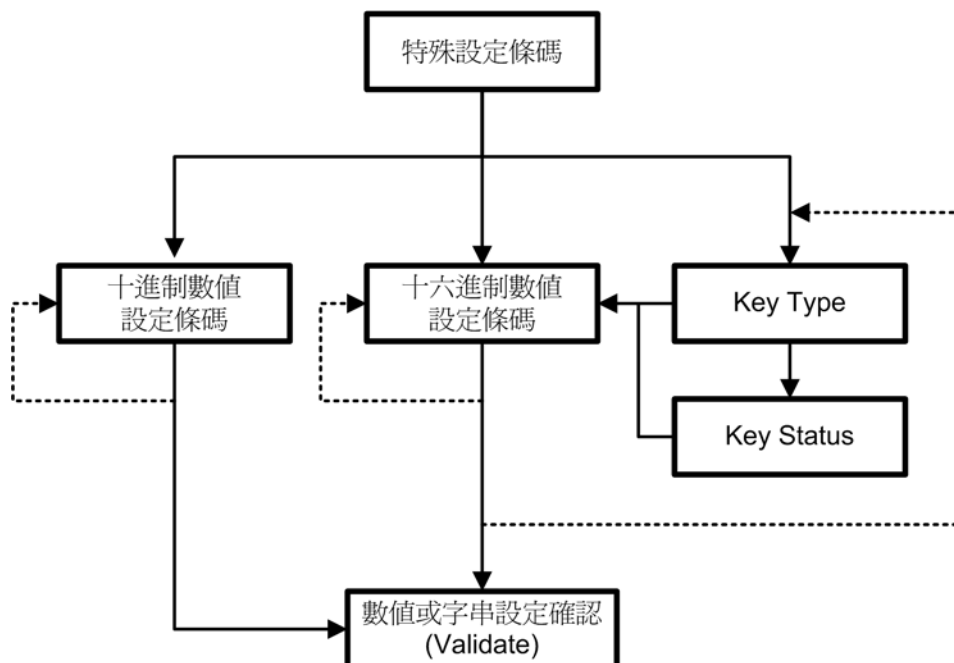 特殊設定條碼
十進制數值
設定條碼
十六進制數值
設定條碼
Key Type
Key Status
數值或字串設定確認
(Validate)